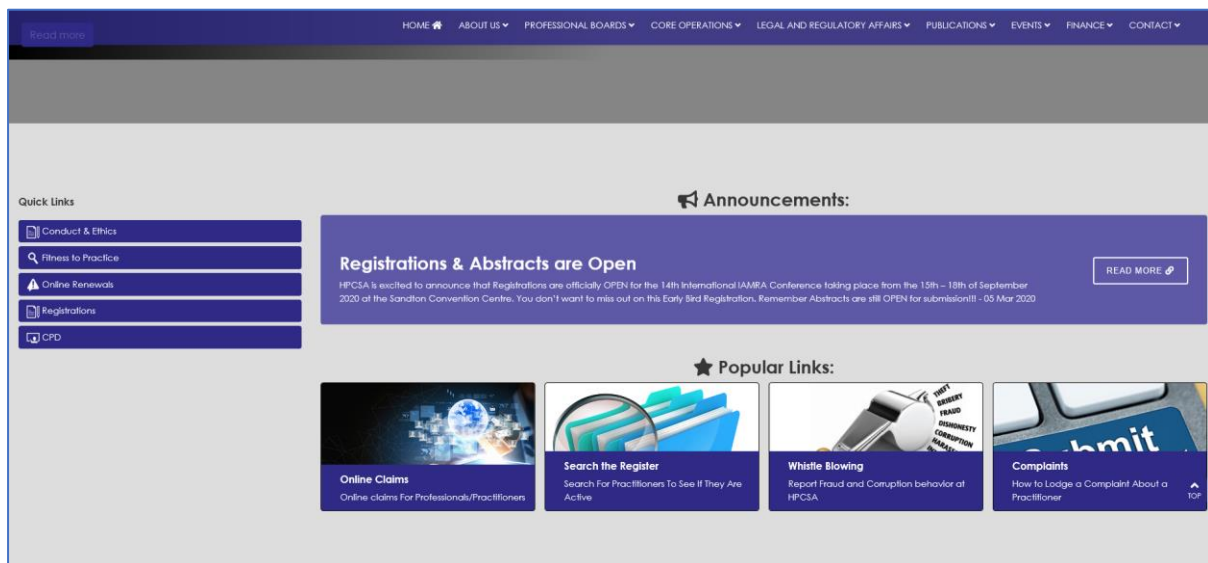 Read more
HOME ABOUT US PROFESSIONAL BOARDS CORE OPERATIONS LEGAL AND REGULATORY AFFAIRS PUBLICATIONS EVENTS FINANCE CONTACT
Quick Links
Conduct & Ethics
Fitness to Practice
Online Renewals
Registrations
CPD
Announcements:
Registrations & Abstracts are Open
HPCSA is excited to announce that Registrations are officially OPEN for the 14th International IAMRA Conference taking place from the 15th – 18th of September
2020 at the Sandton Convention Centre. You don't want to miss out on this Early Bird Registration. Remember Abstracts are still OPEN for submission!!! - 05 Mar 2020
READ MORE
Popular Links:
Online Claims
Online claims For Professionals/Practitioners
Search the Register
Search For Practitioners To See If They Are
Active
THEFT
BRIBERY
FRAUD
DISHONESTY
CORRUPTION
Whistle Blowing
Report Fraud and Corruption behavior at
HPCSA
Submit
Complaints
How to Lodge a Complaint About a
Practitioner
TOP